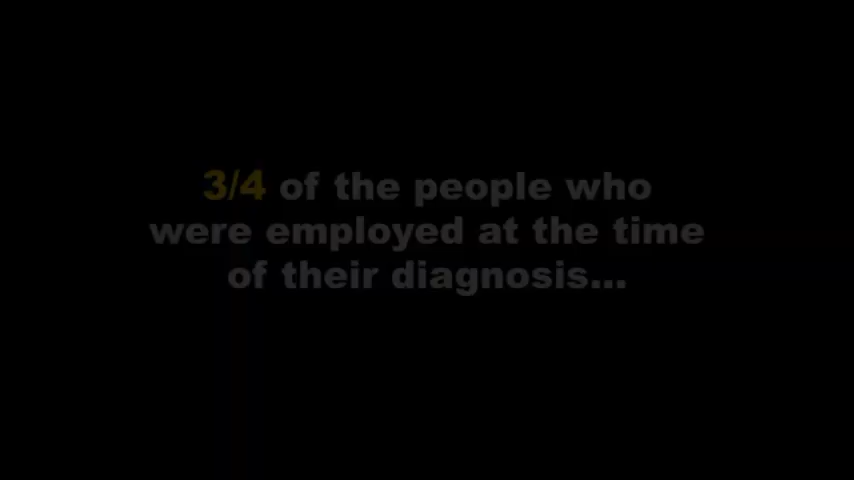 3/4 of the people who
were employed at the time
of their diagnosis...